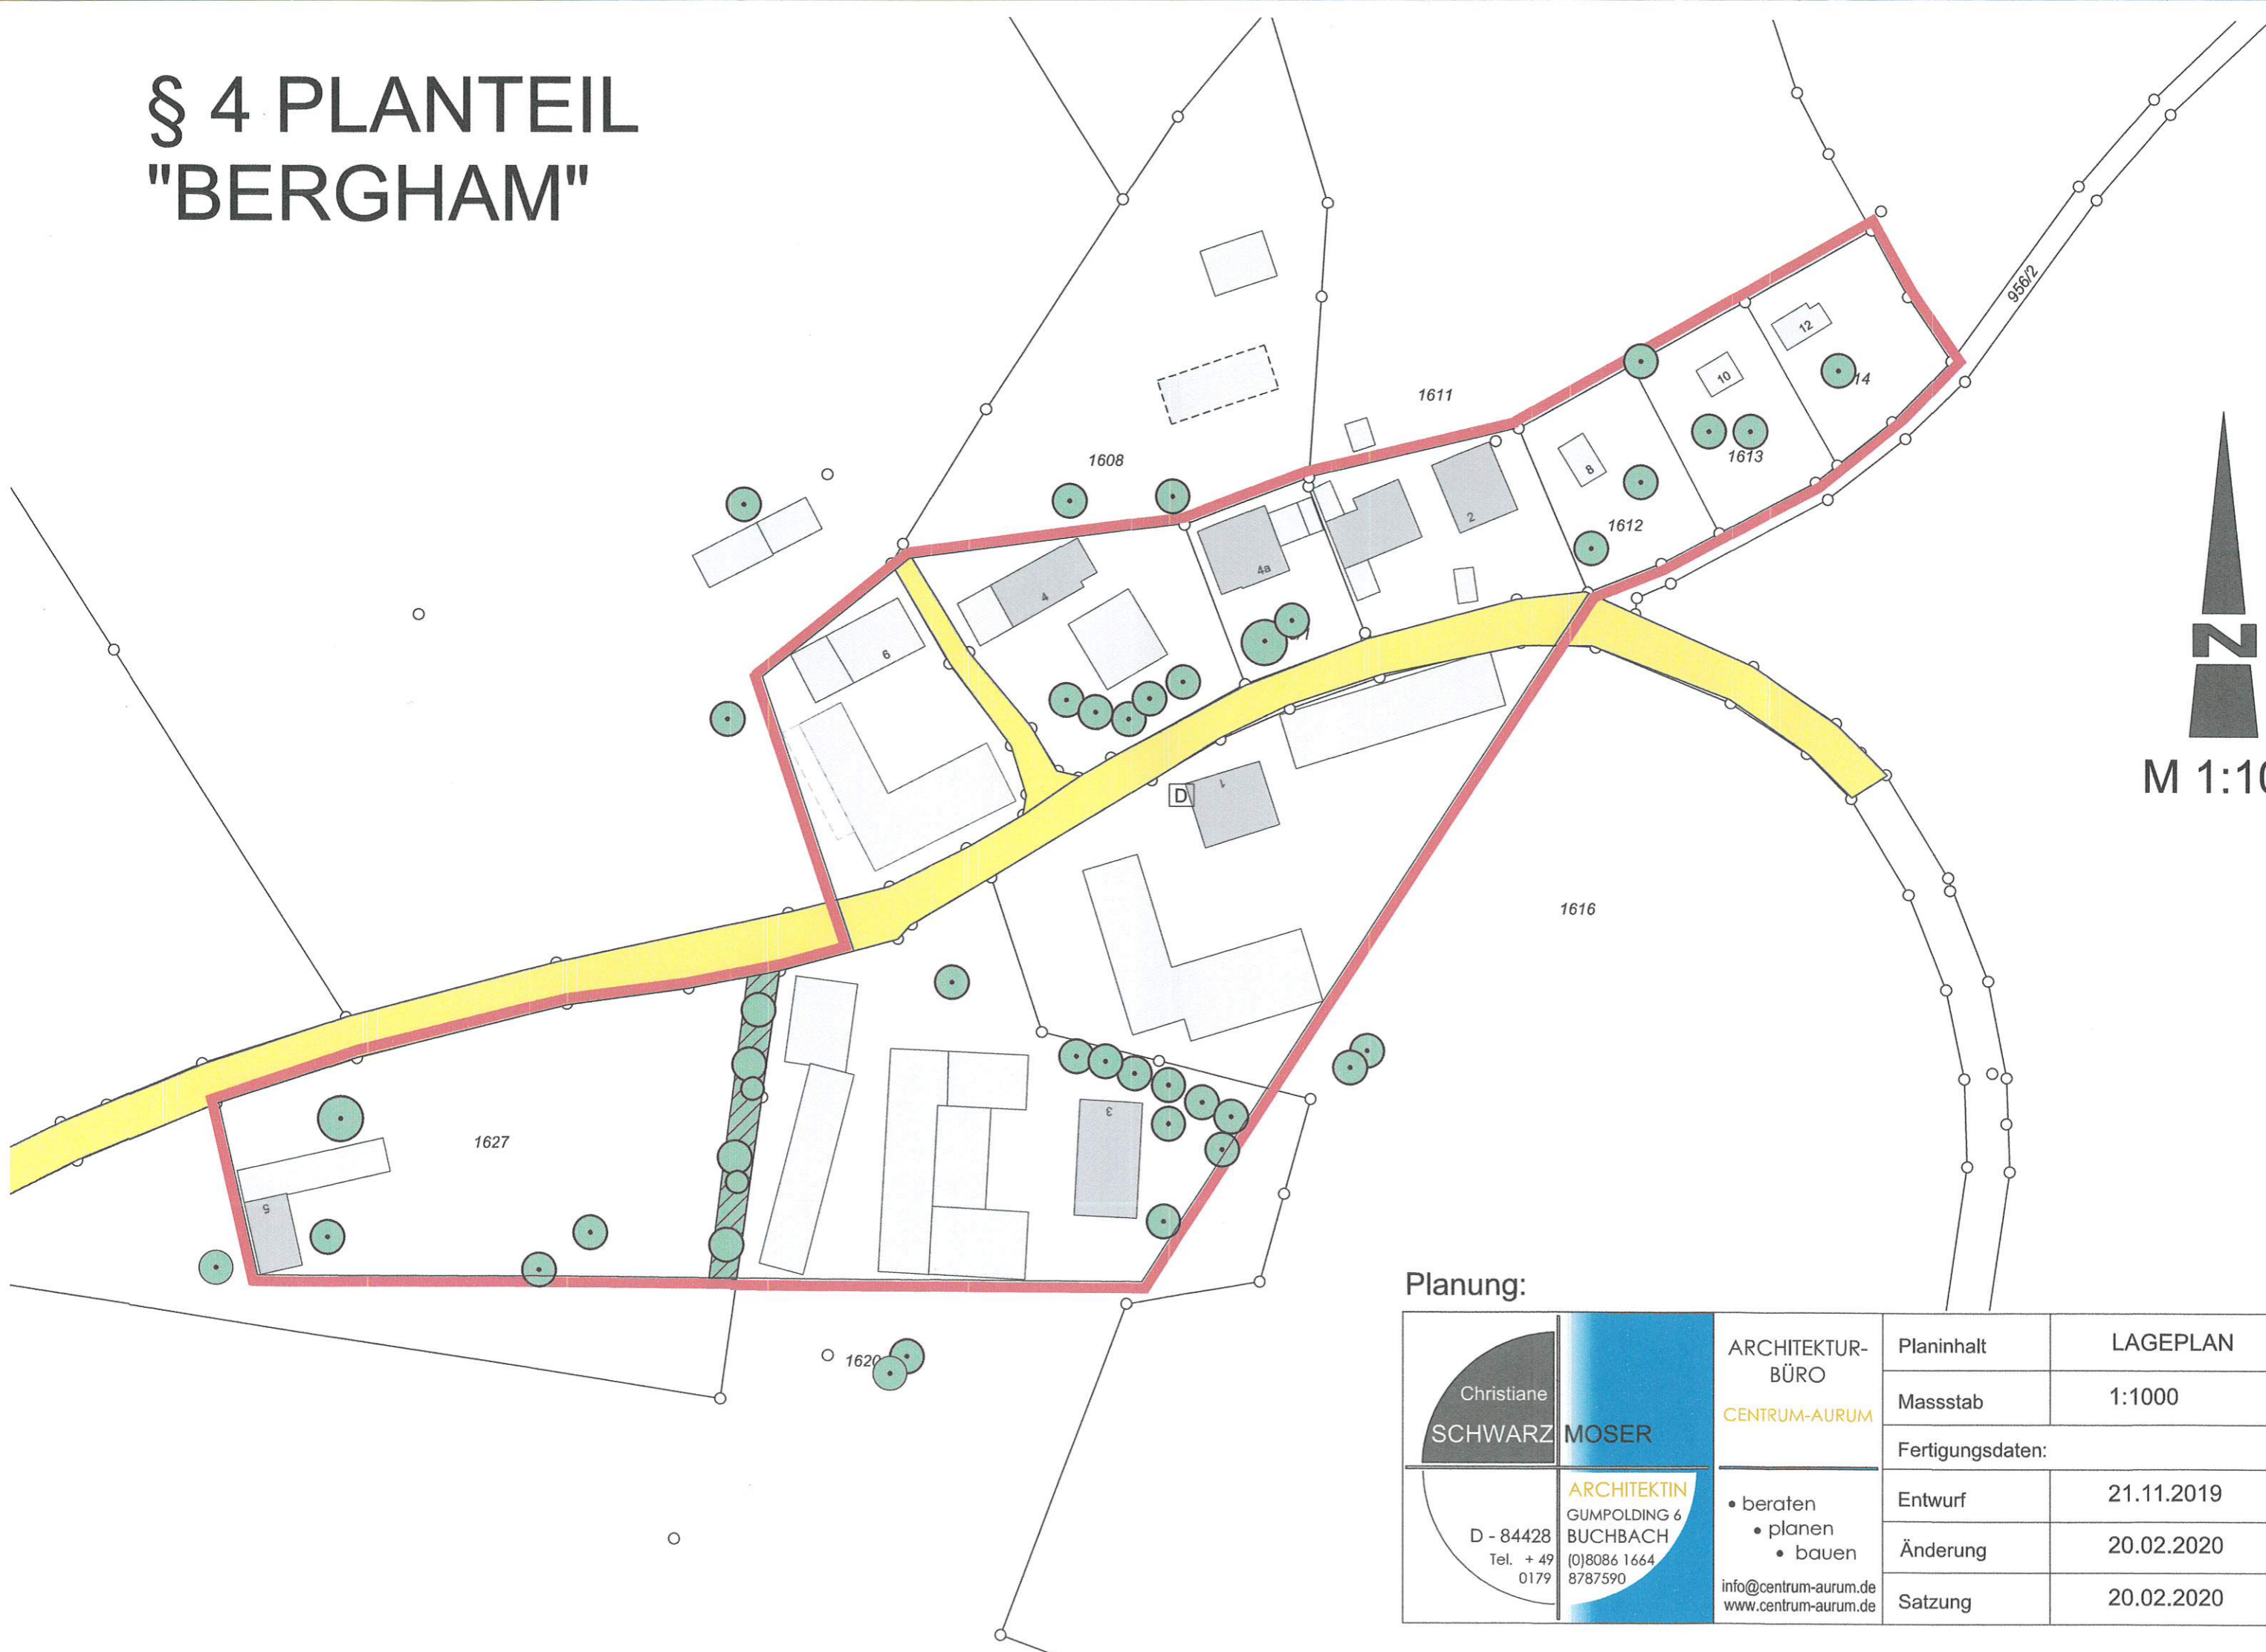 § 4 PLANTEIL
"BERGHAM"
956/2
12
14
10
1611
1613
8
1608
2
1612
4a
4
6
M 1:10
1
D
1616
3
1627
5
1620
Planung:
Christiane
SCHWARZ MOSER
ARCHITEKTIN
GUMPOLDING 6
D - 84428 BUCHBACH
Tel. + 49 (0)8086 1664
0179 8787590
ARCHITEKTUR-
BÜRO
CENTRUM-AURUM
• beraten
• planen
• bauen
info@centrum-aurum.de
www.centrum-aurum.de
Planinhalt LAGEPLAN
Massstab 1:1000
Fertigungsdaten:
Entwurf 21.11.2019
Änderung 20.02.2020
Satzung 20.02.2020
N